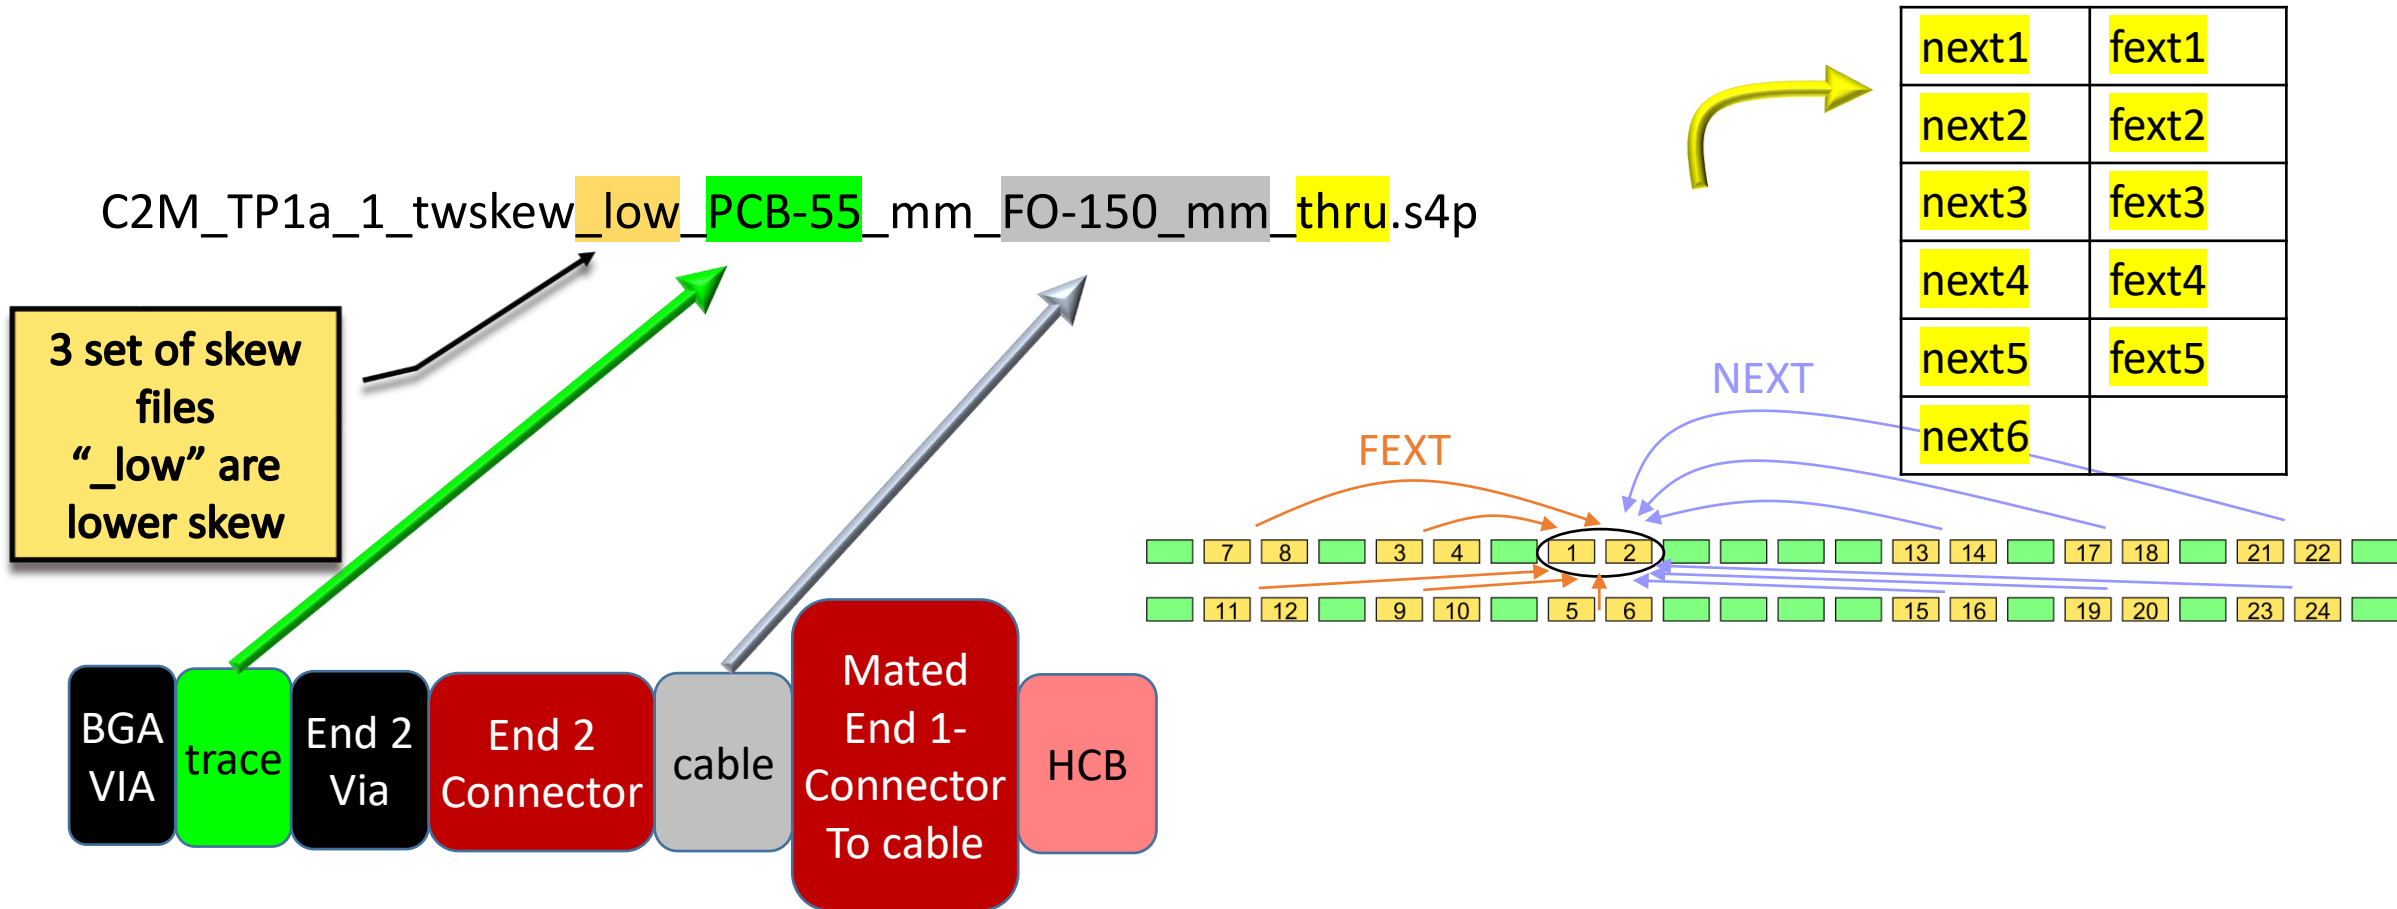 next1 fext1
next2 fext2
next3 fext3
next4 fext4
next5 fext5
next6
C2M_TP1a_1_twskew_low_PCB-55_mm_FO-150_mm_thru.s4p
3 set of skew
files
“_low” are
lower skew
NEXT
FEXT
7 8 3 4 1 2 13 14 17 18 21 22
11 12 9 10 5 6 15 16 19 20 23 24
BGA
VIA
trace
End 2
Via
End 2
Connector
cable
Mated
End 1-
Connector
To cable
HCB